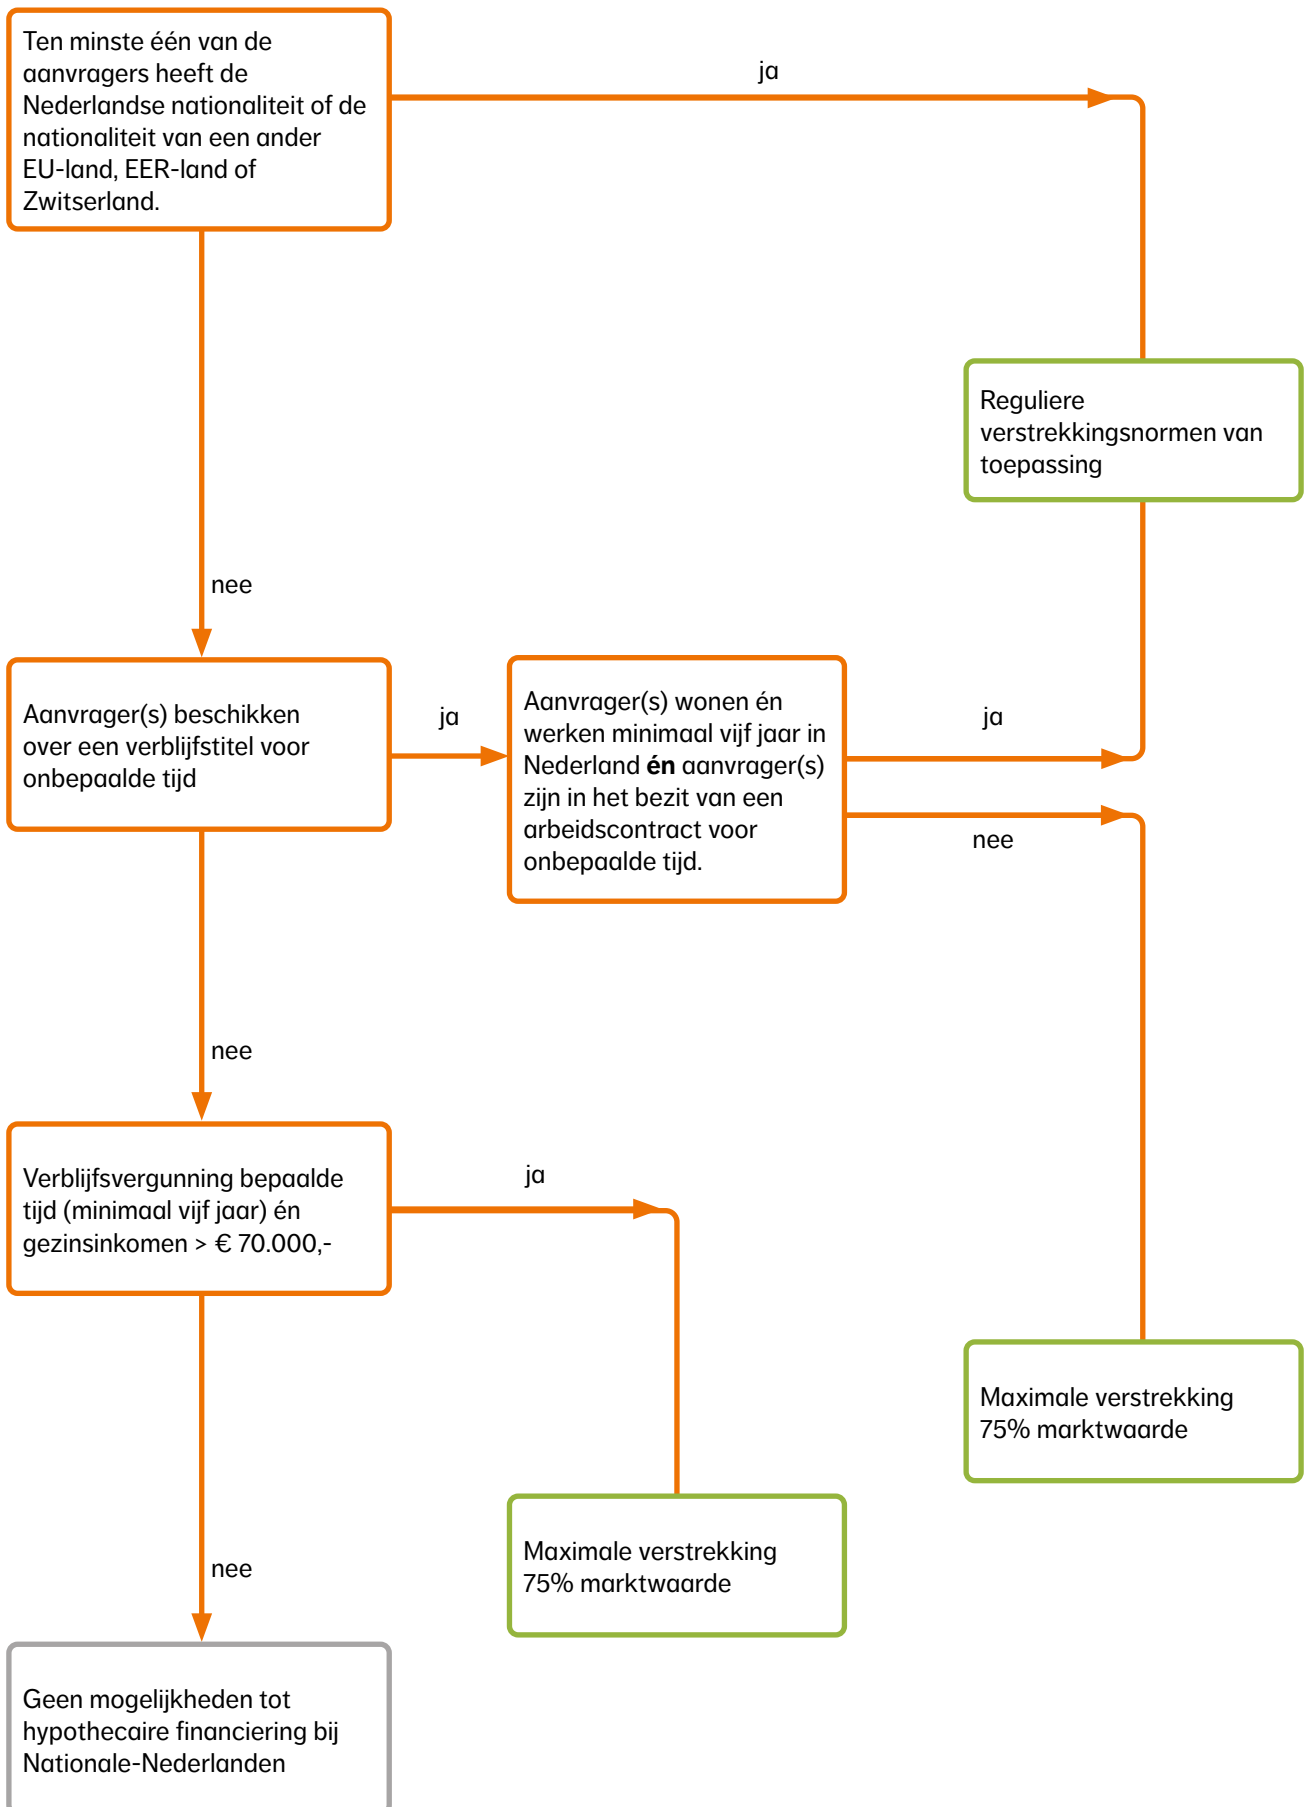 Ten minste één van de
aanvragers heeft de
Nederlandse nationaliteit of de
nationaliteit van een ander
EU-land, EER-land of
Zwitserland.
ja
Reguliere
verstrekkingsnormen van
toepassing
nee
Aanvrager(s) beschikken
over een verblijfstitel voor
onbepaalde tijd
ja
Aanvrager(s) wonen én
werken minimaal vijf jaar in
Nederland én aanvrager(s)
zijn in het bezit van een
arbeidscontract voor
onbepaalde tijd.
ja
nee
nee
Verblijfsvergunning bepaalde
tijd (minimaal vijf jaar) én
gezinsinkomen > € 70.000,-
ja
Maximale verstrekking
75% marktwaarde
Maximale verstrekking
75% marktwaarde
nee
Geen mogelijkheden tot
hypothecaire financiering bij
Nationale-Nederlanden